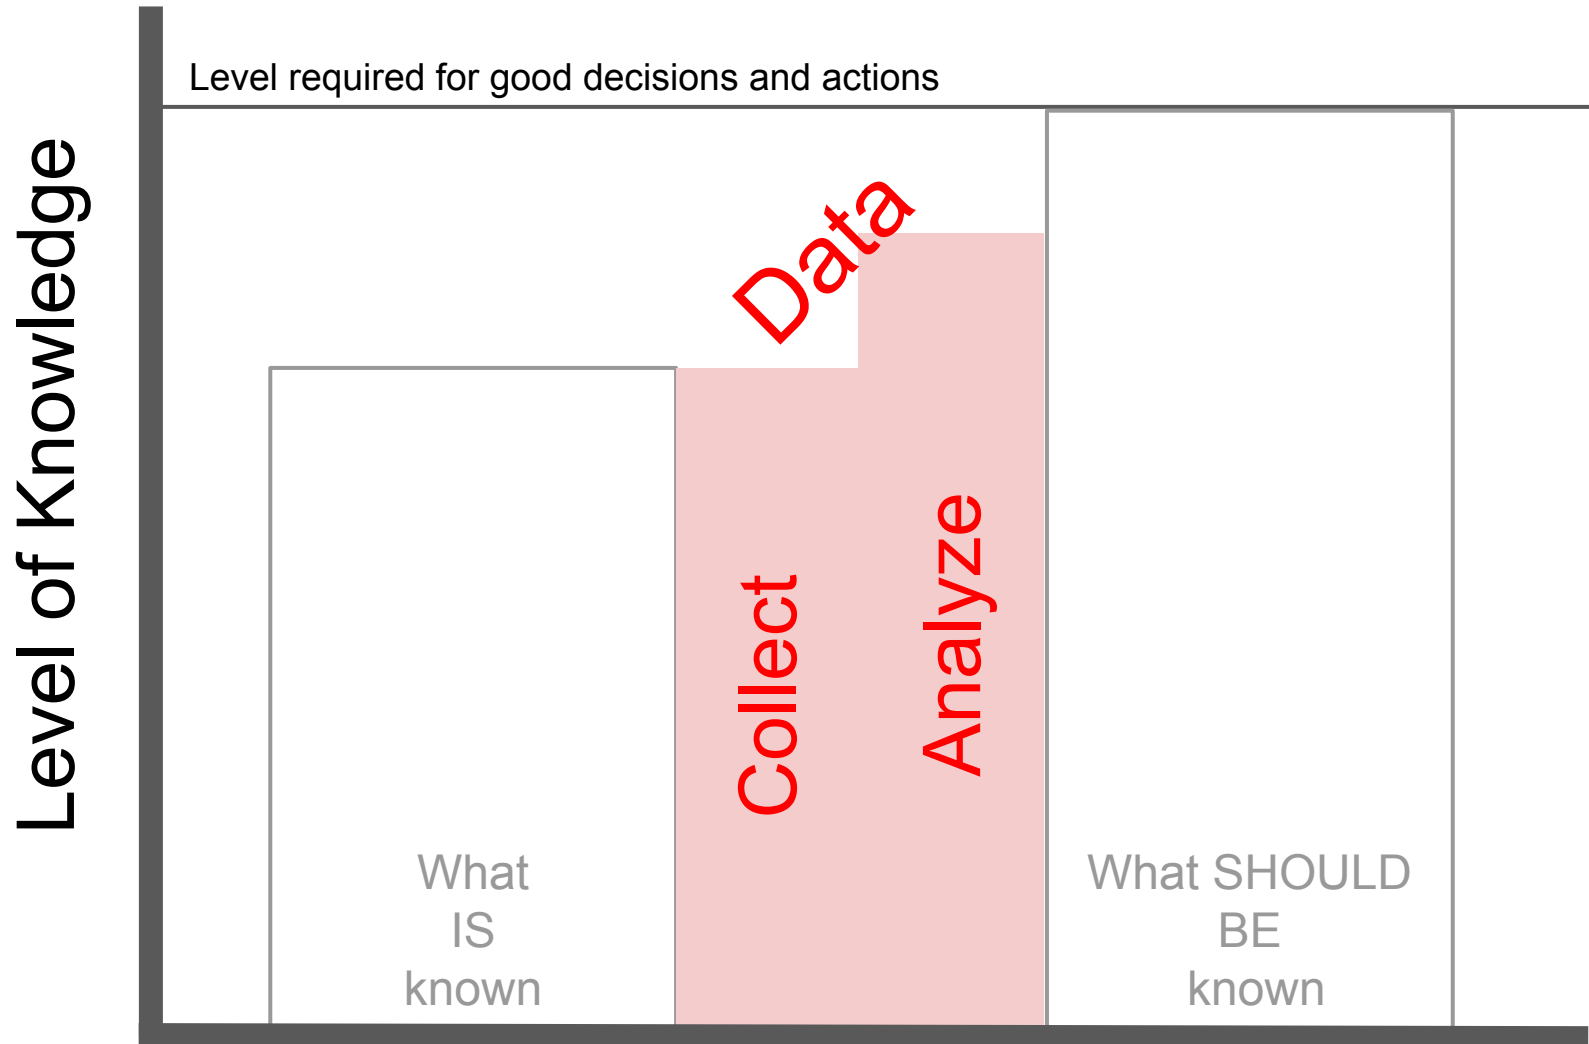 Level required for good decisions and actions
Level of Knowledge
Data
Collect
Analyze
What
IS
known
What SHOULD
BE
known